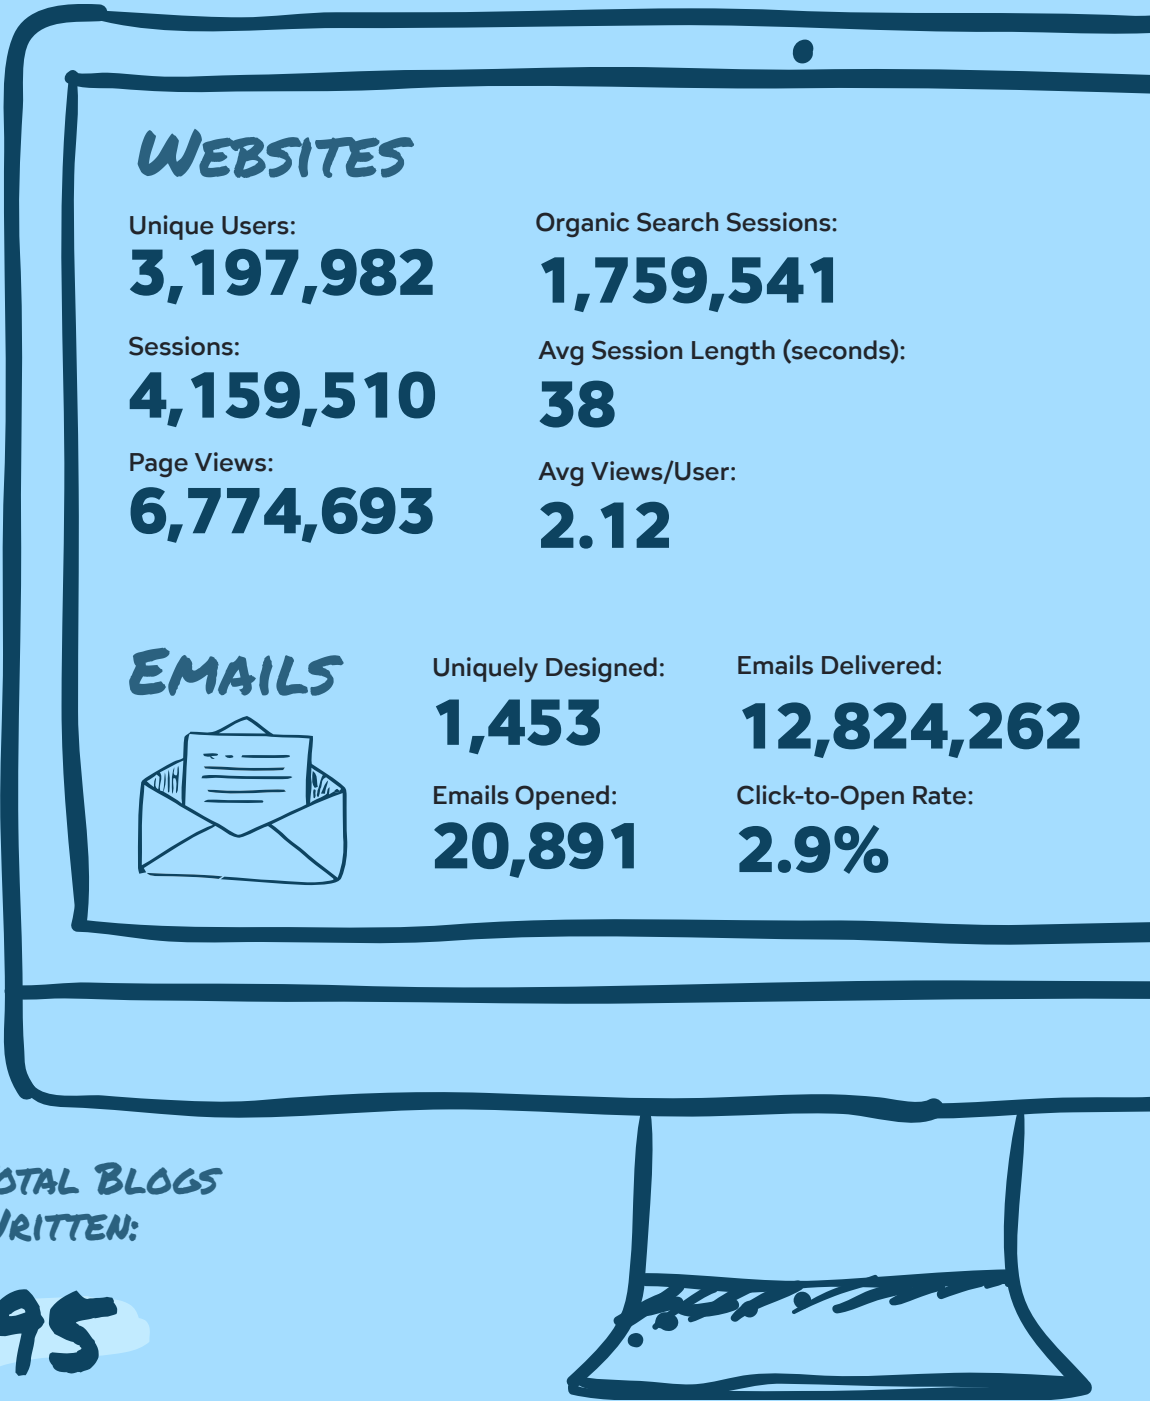 Websites
Unique Users:
3,197,982
Sessions:
4,159,510
Page Views:
6,774,693
Organic Search Sessions:
1,759,541
Avg Session Length (seconds):
38
Avg Views/User:
2.12
Emails
Uniquely Designed:
1,453
Emails Opened:
20,891
Emails Delivered:
12,824,262
Click-to-Open Rate:
2.9%
Blogs